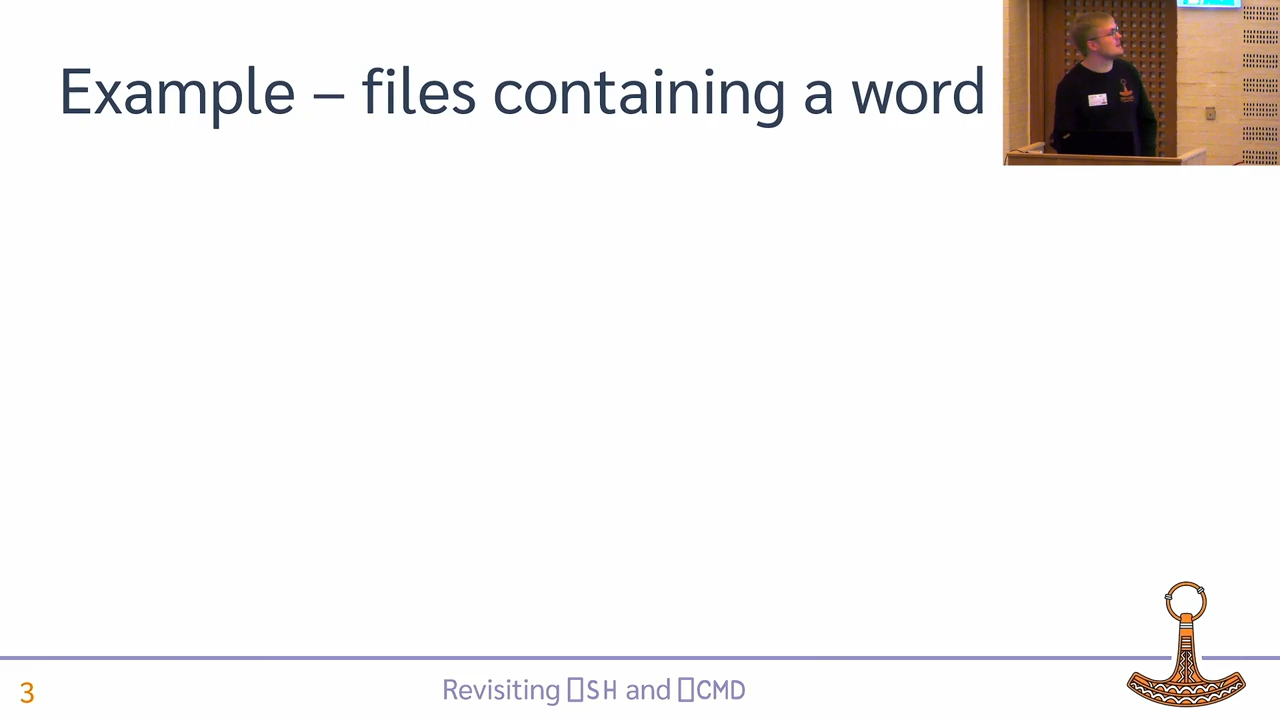 Example – files containing a word
3
Revisiting ⎕SH and ⎕CMD